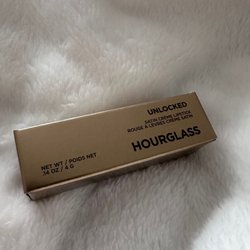 UNLOCKED
SATIN CRÈME LIPSTICK
ROUGE À LÈVRES CRÈME SATIN
HOURGLASS
NET WT / POIDS NET
.14 OZ / 4 G